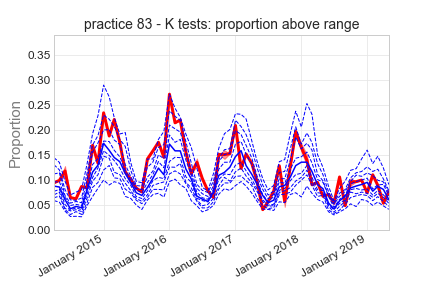 practice 83 - K tests: proportion above range
Proportion
0.35
0.30
0.25
0.20
0.15
0.10
0.05
0.00
January 2015
January 2016
January 2017
January 2018
January 2019